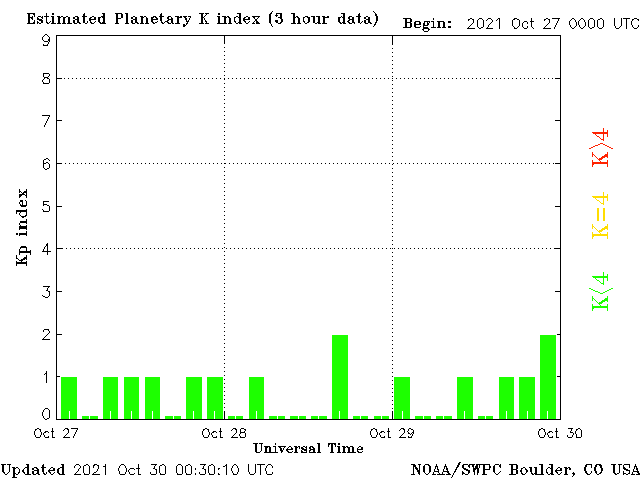 Estimated Planetary K index (3 hour data)
Begin: 2021 Oct 27 0000 UTC
9
8
7
6
5
4
3
2
1
0
Kp index
K>4
K=4
K<4
Oct 27
Oct 28
Oct 29
Oct 30
Universal Time
Updated 2021 Oct 30 00:30:10 UTC
NOAA/SWPC Boulder, CO USA